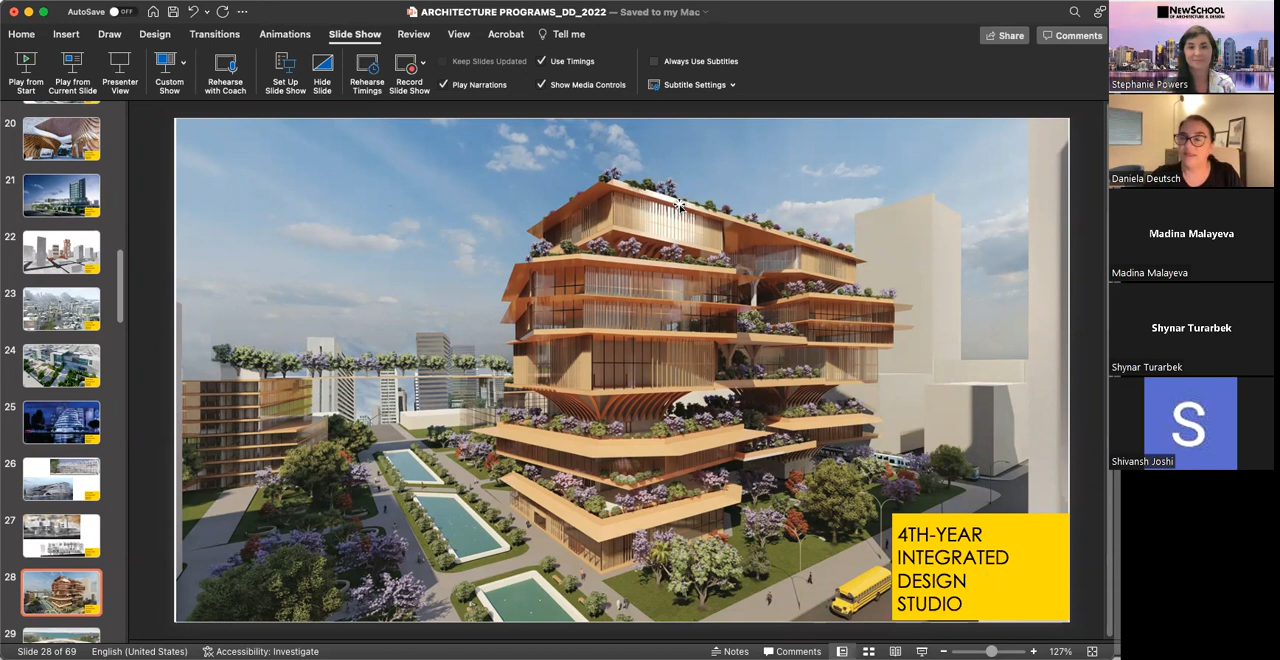 AutoSave OFF
ARCHITECTURE PROGRAMS_DD_2022 — Saved to my Mac
Home Insert Draw Design Transitions Animations Slide Show Review View Acrobat Tell me
Share Comments
Play from Start
Play from Current Slide
Presenter View
Custom Show
Rehearse with Coach
Set Up Slide Show
Hide Slide
Rehearse Timings
Record Slide Show
Keep Slides Updated
Use Timings
Play Narrations
Show Media Controls
Always Use Subtitles
Subtitle Settings
20
21
22
23
24
25
26
27
28
29
4TH-YEAR
INTEGRATED
DESIGN
STUDIO
NEWSCHOOL
OF ARCHITECTURE & DESIGN
Stephanie Powers
Daniela Deutsch
Madina Malayeva
Madina Malayeva
Shynar Turarbek
Shynar Turarbek
S
Shivansh Joshi
Slide 28 of 69 English (United States) Accessibility: Investigate
Notes Comments 127%